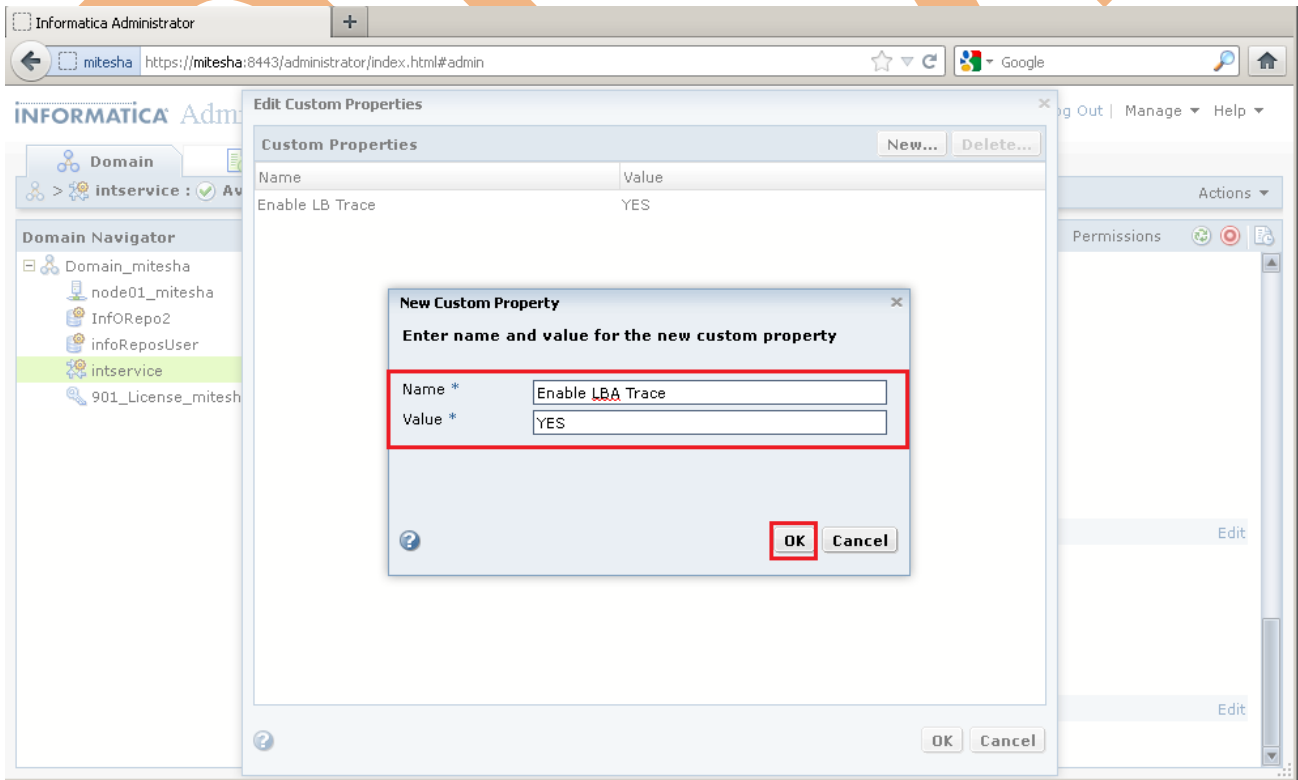 Informatica Administrator +
mitesha https://mitesha:8443/administrator/index.html#admin Google
INFORMATICA Adm
og Out | Manage Help
Edit Custom Properties
Custom Properties New... Delete...
Name Value
Enable LB Trace YES
Domain
> intservice : Av
Actions
Domain Navigator
Permissions
Domain_mitesha
node01_mitesha
InfORepo2
infoReposUser
intservice
901_License_mitesh
New Custom Property
Enter name and value for the new custom property
Name * Enable LBA Trace
Value * YES
OK Cancel
Edit
Edit
OK Cancel